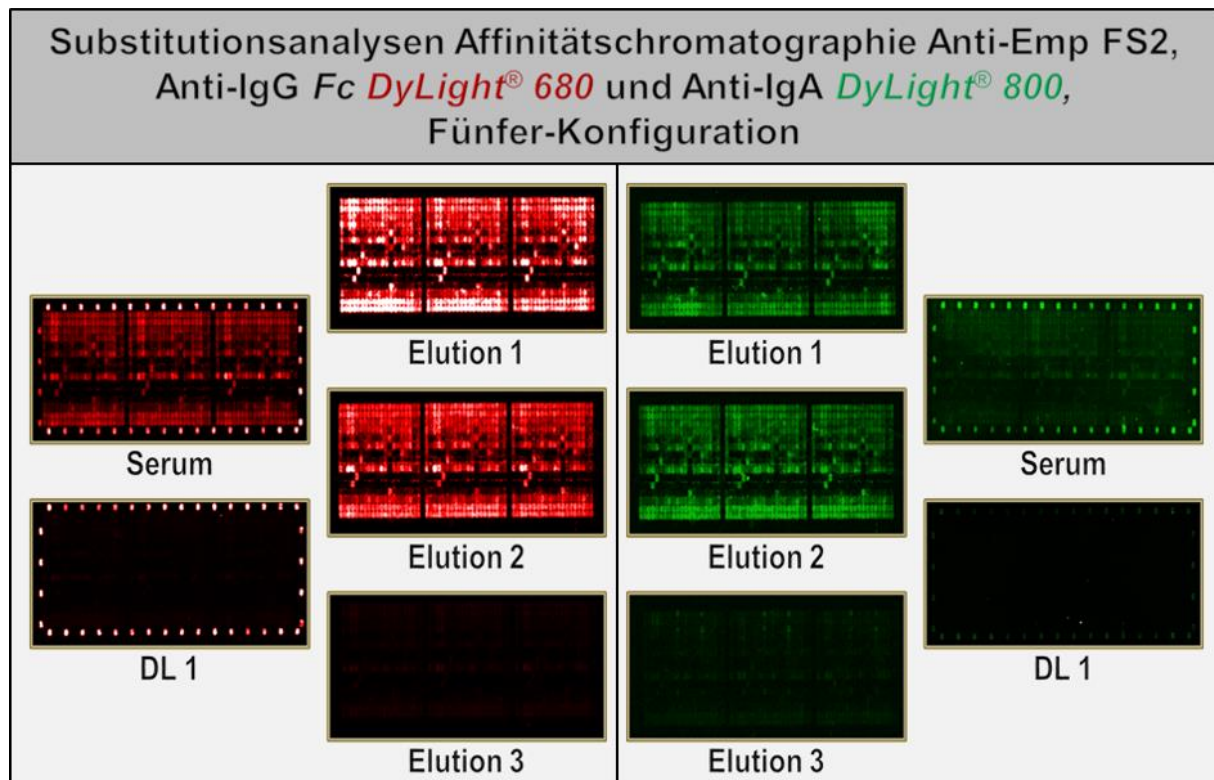 Substitutionsanalysen Affinitätschromatographie Anti-Emp FS2,
Anti-IgG Fc DyLight® 680 und Anti-IgA DyLight® 800,
Fünfer-Konfiguration
Elution 1
Elution 1
Serum
Serum
Elution 2
Elution 2
DL 1
DL 1
Elution 3
Elution 3